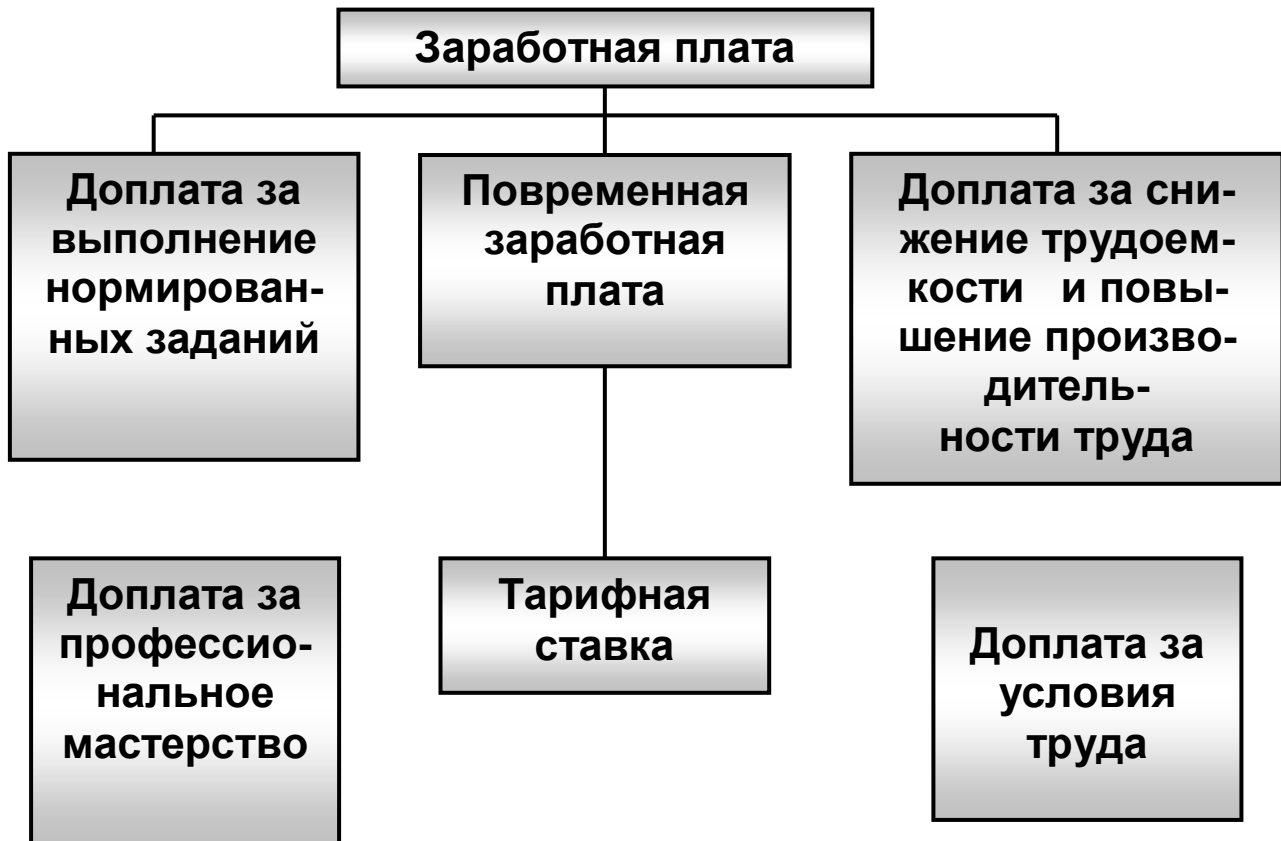 Заработная плата
Доплата за
выполнение
нормирован-
ных заданий
Повременная
заработная
плата
Доплата за сни-
жение трудоем-
кости и повы-
шение произво-
дитель-
ности труда
Доплата за
профессио-
нальное
мастерство
Тарифная
ставка
Доплата за
условия
труда